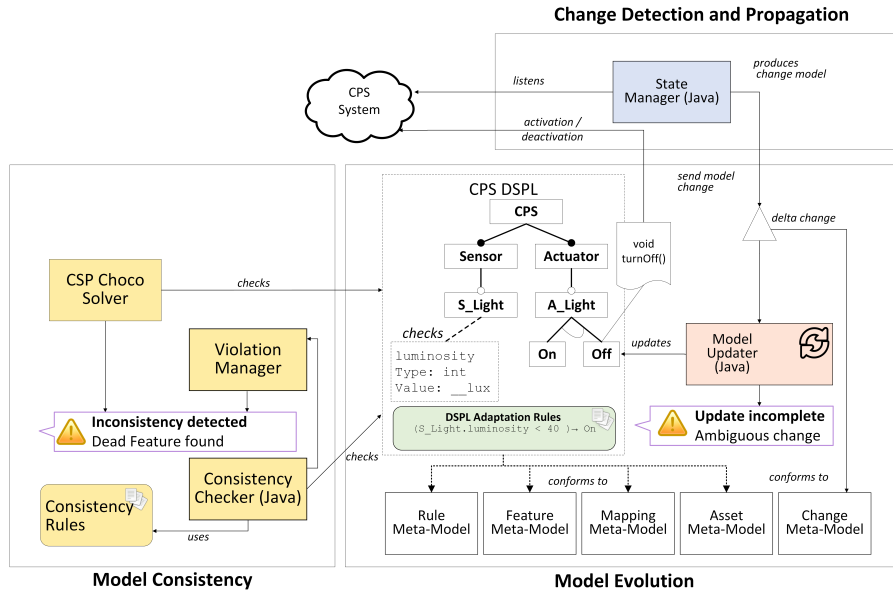 Change Detection and Propagation
produces
change model
State
Manager (Java)
listens
CPS
System
activation /
deactivation
send model
change
CPS DSPL
CPS
delta change
void
turnOff()
Sensor
Actuator
CSP Choco
Solver
checks
S_Light
A_Light
checks
Violation
Manager
luminosity
Type: int
Value: __lux
On
Off
updates
Model
Updater
(Java)
Inconsistency detected
Dead Feature found
DSPL Adaptation Rules
(S_Light.luminosity < 40 )→ On
Update incomplete
Ambiguous change
checks
Consistency
Checker (Java)
conforms to
conforms to
Consistency
Rules
uses
Rule
Meta-Model
Feature
Meta-Model
Mapping
Meta-Model
Asset
Meta-Model
Change
Meta-Model
Model Consistency
Model Evolution